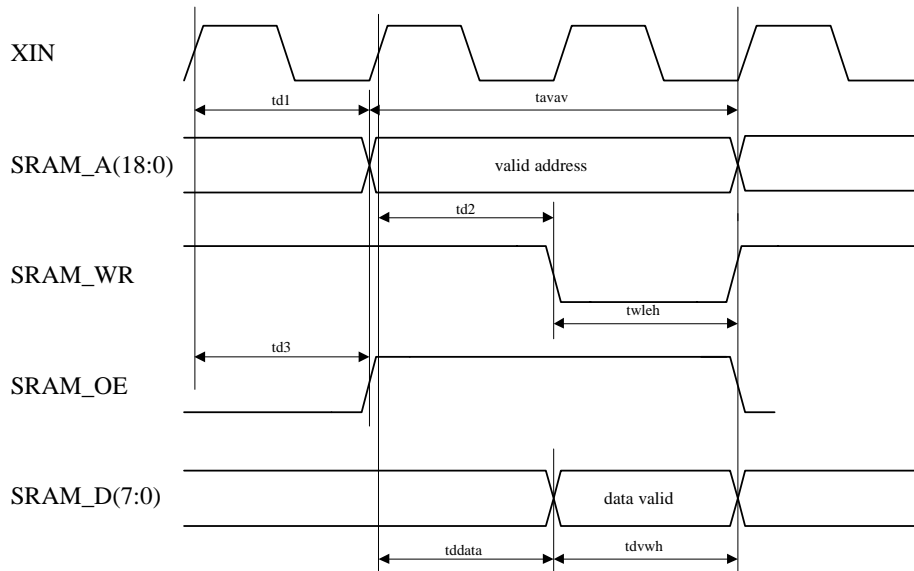 XIN
td1
tavav
SRAM_A(18:0)
valid address
td2
SRAM_WR
twleh
td3
SRAM_OE
SRAM_D(7:0)
data valid
tddata
tdvwh